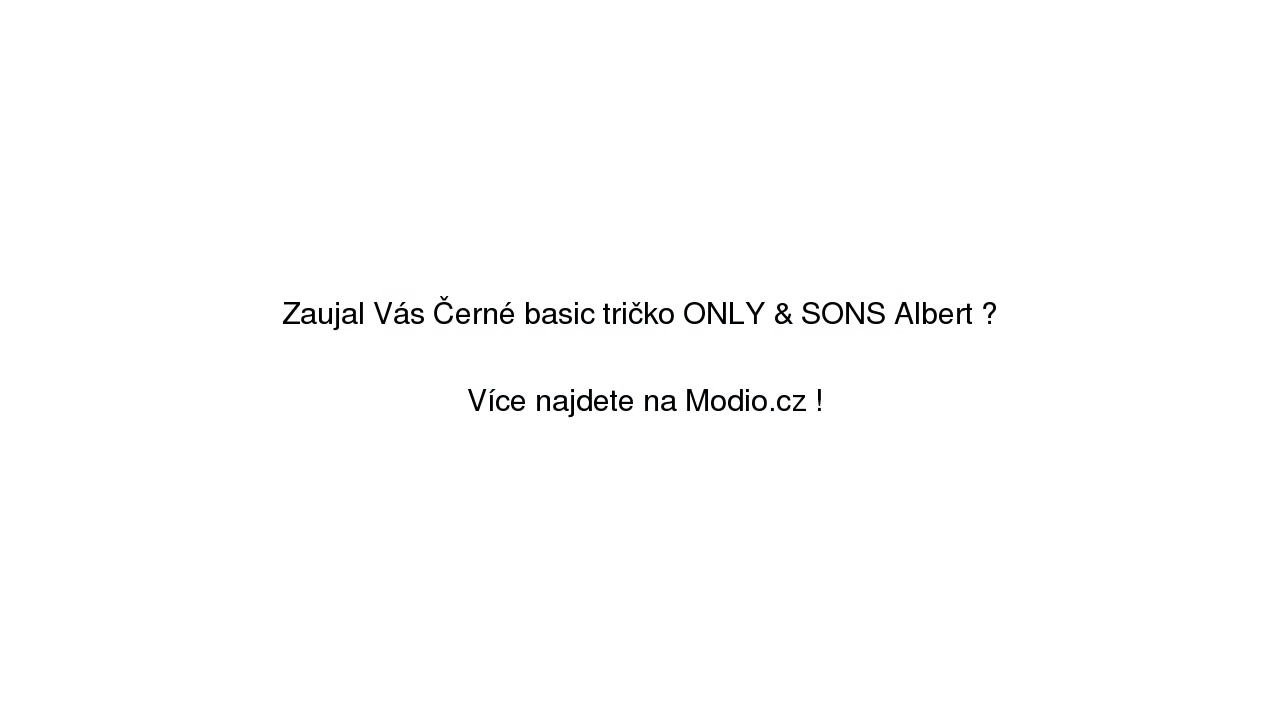 Zaujal Vás Černé basic tričko ONLY & SONS Albert ?
Více najdete na Modio.cz !